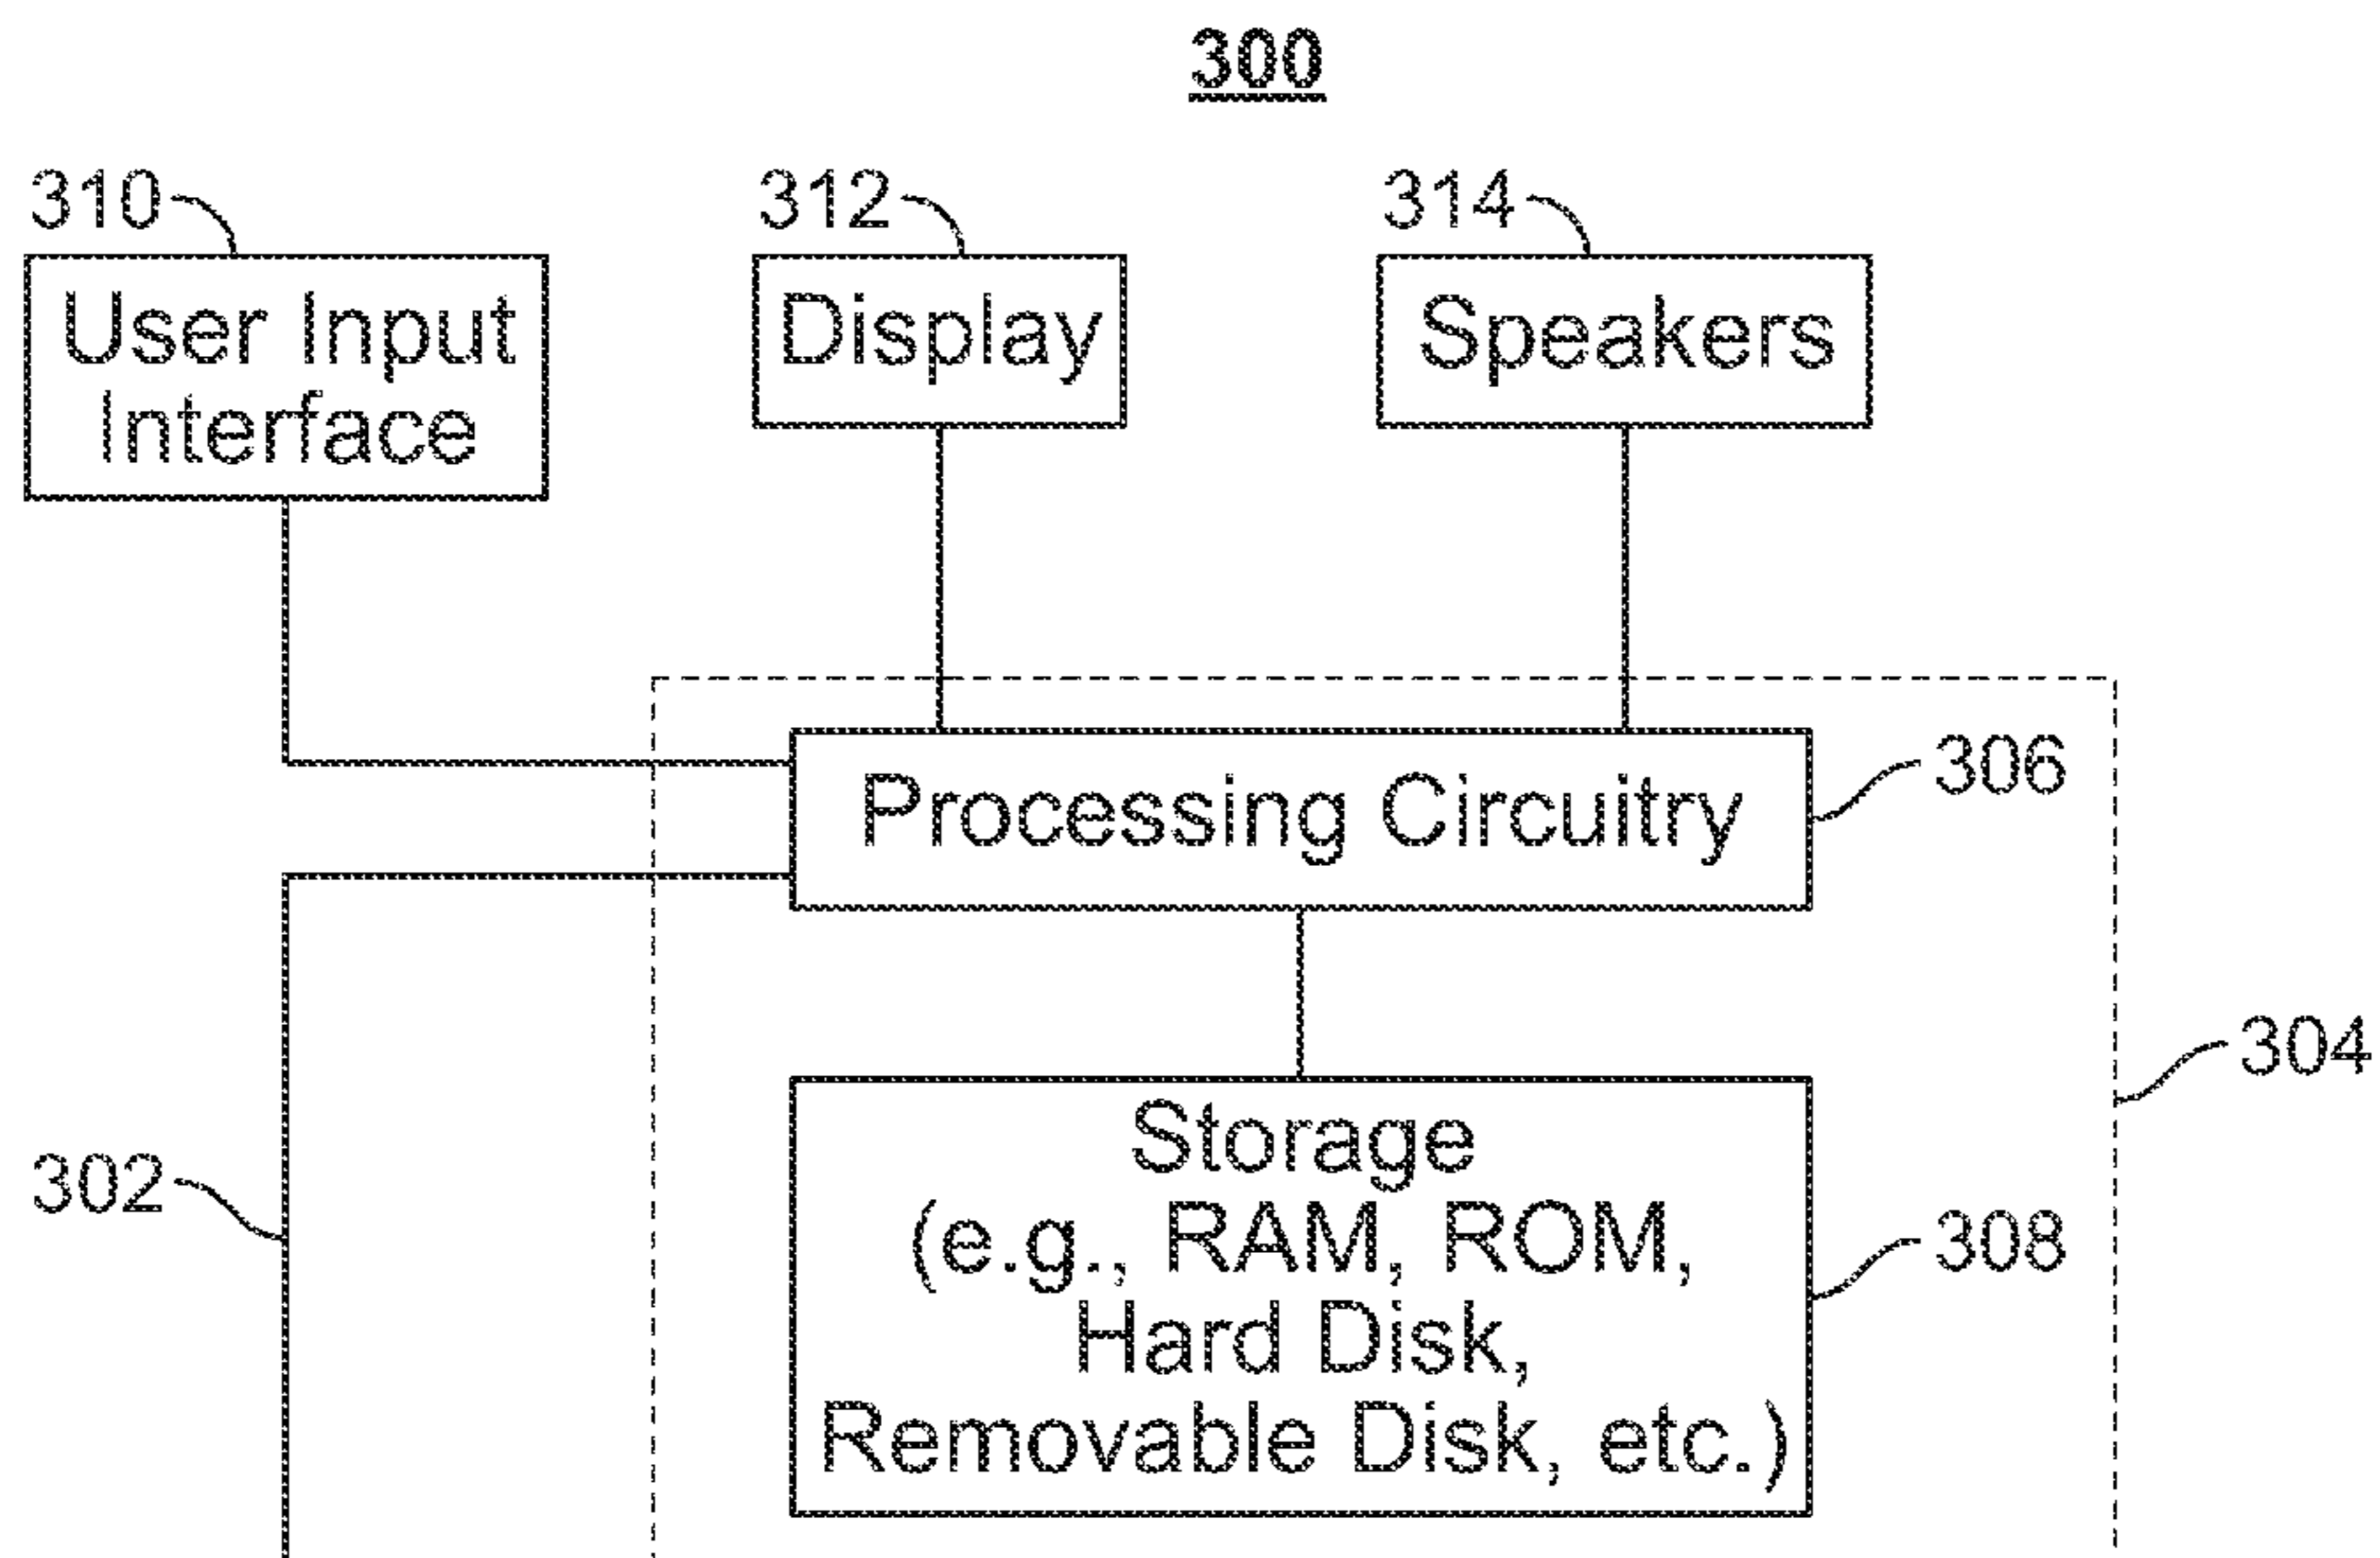 300
310
312
314
User Input
Interface
Display
Speakers
Processing Circuitry
306
304
302
Storage
(e.g., RAM, ROM,
Hard Disk,
Removable Disk, etc.)
308